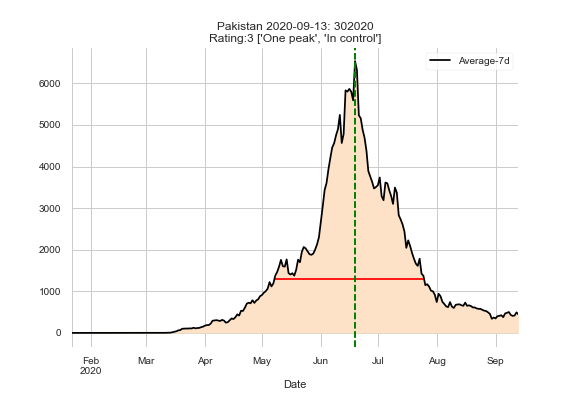 Pakistan 2020-09-13: 302020
Rating:3 ['One peak', 'In control']
Average-7d
6000
5000
4000
3000
2000
1000
0
Feb
2020
Mar
Apr
May
Jun
Jul
Aug
Sep
Date